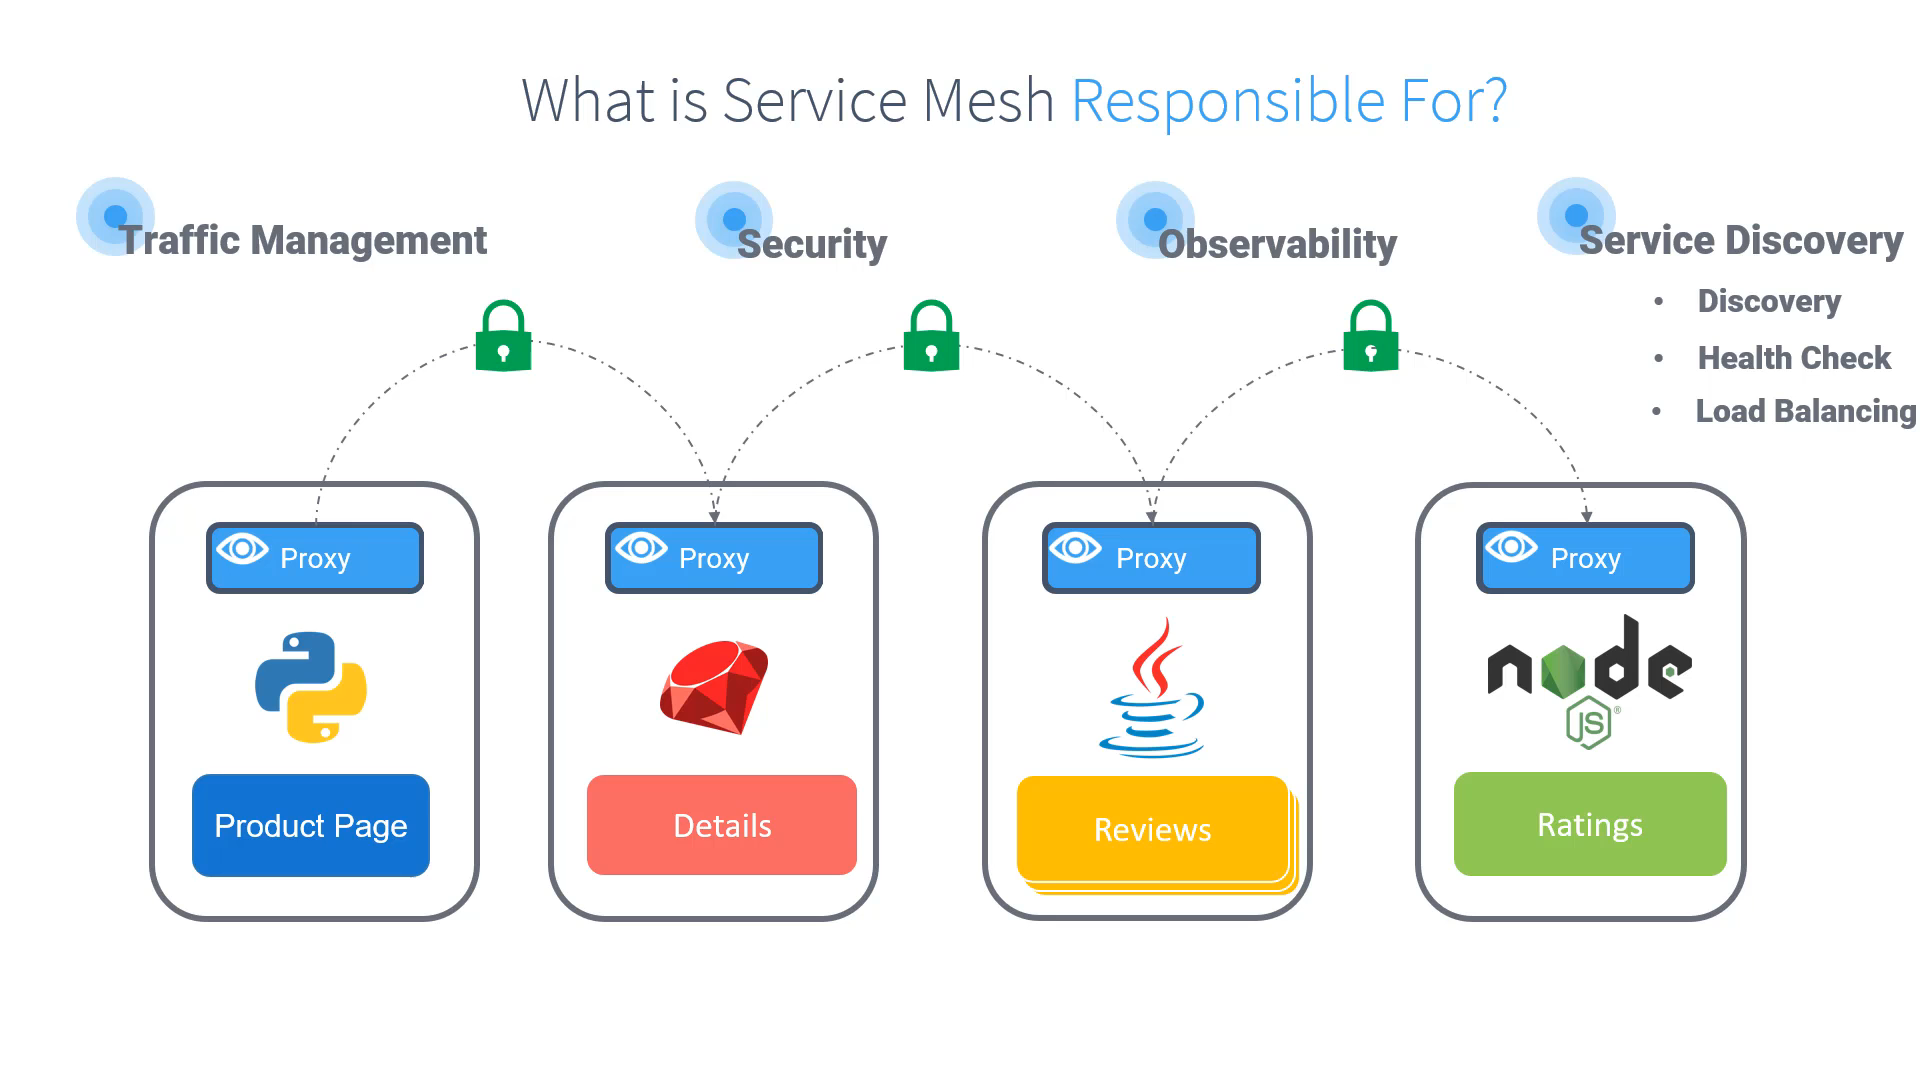 What is Service Mesh Responsible For?
Traffic Management
Security
Observability
Service Discovery
• Discovery
• Health Check
• Load Balancing
Proxy
Proxy
Proxy
Proxy
node
JS®
Product Page
Details
Reviews
Ratings